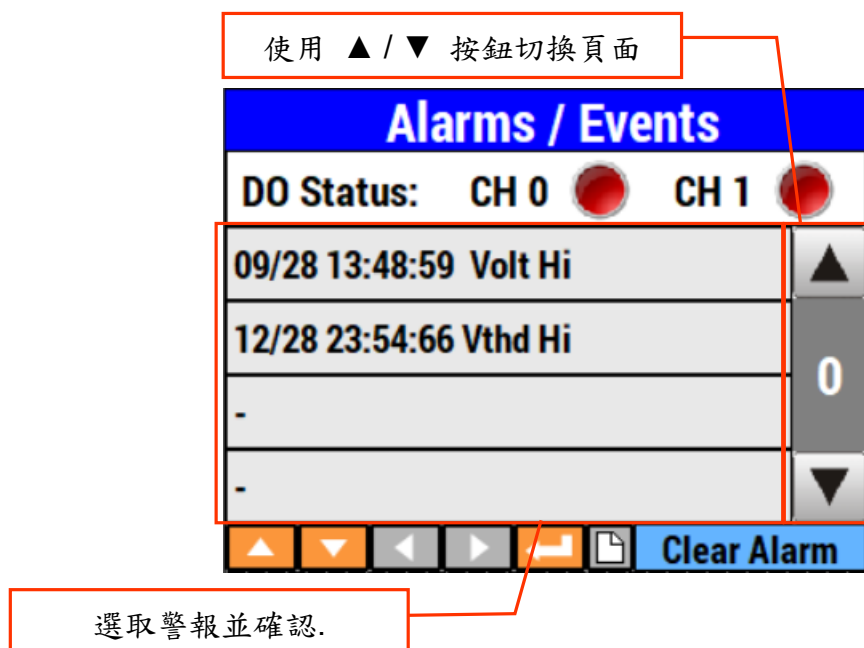 使用 ▲ / ▼ 按鈕切換頁面
Alarms / Events
DO Status: CH 0 CH 1
09/28 13:48:59 Volt Hi
12/28 23:54:66 Vthd Hi
0
-
-
Clear Alarm
選取警報並確認.